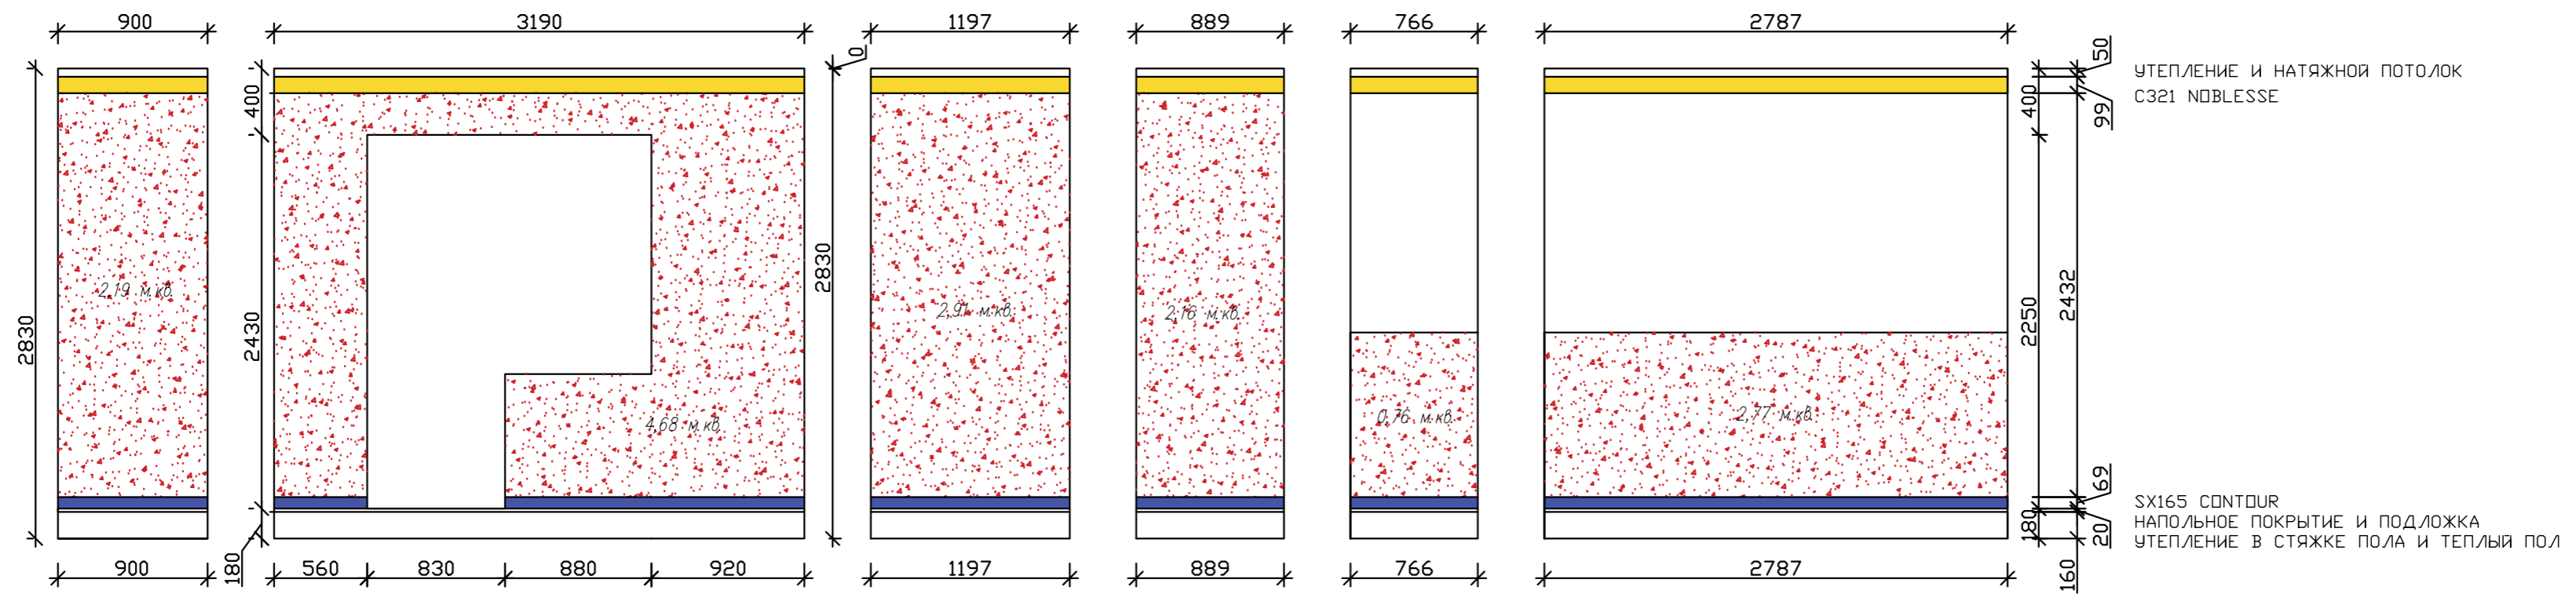 900
3190
1197
889
766
2787
0
50
УТЕПЛЕНИЕ И НАТЯЖНОЙ ПОТОЛОК
400
400
C321 NOBLESSE
99
2830
2430
2830
2,19 м.кв.
2,91 м.кв.
2,16 м.кв.
2250
2432
4,68 м.кв.
0,76 м.кв.
2,77 м.кв.
69
SX165 CONTOUR
180
НАПОЛЬНОЕ ПОКРЫТИЕ И ПОДЛОЖКА
20
УТЕПЛЕНИЕ В СТЯЖКЕ ПОЛА И ТЕПЛЫЙ ПОЛ
180
160
900
560
830
880
920
1197
889
766
2787